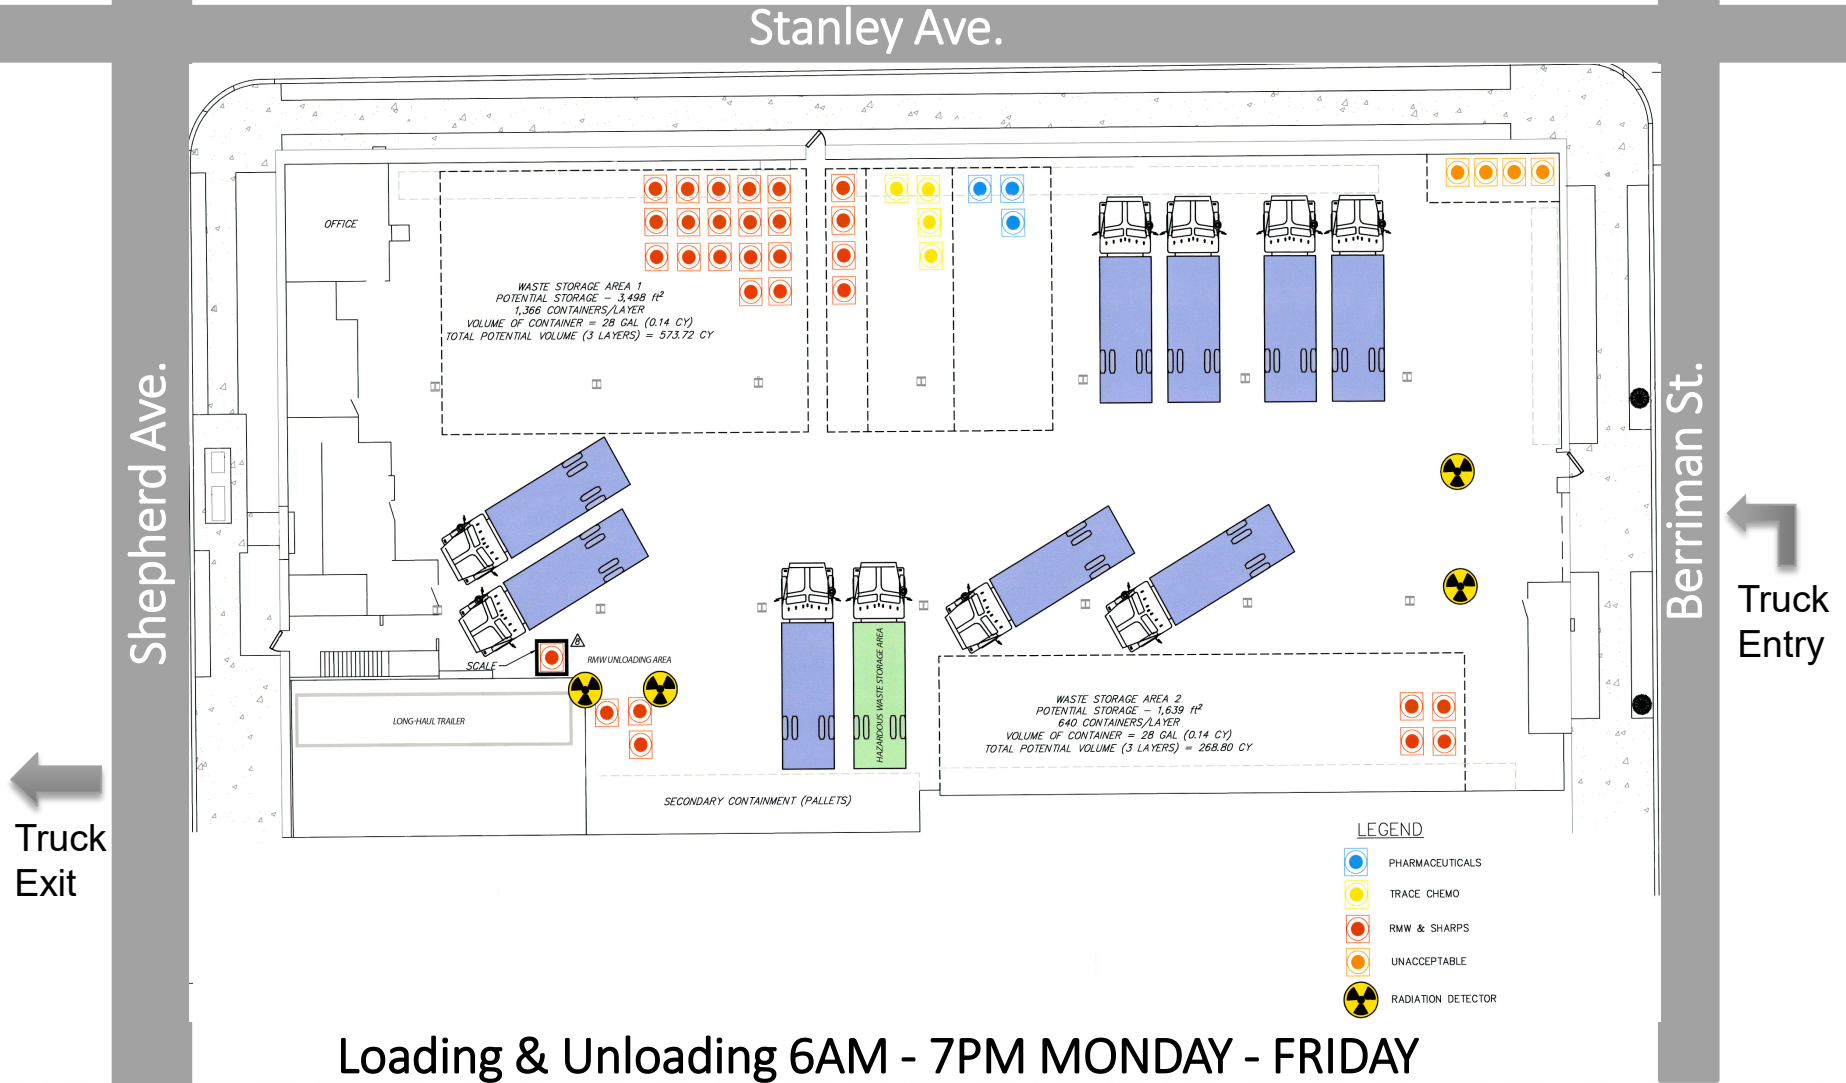 Stanley Ave.
OFFICE
WASTE STORAGE AREA 1
POTENTIAL STORAGE - 3,498 ft²
1,366 CONTAINERS/LAYER
VOLUME OF CONTAINER = 28 GAL (0.14 CY)
TOTAL POTENTIAL VOLUME (3 LAYERS) = 573.72 CY
Shepherd Ave.
Berriman St.
Truck
Entry
SCALE
RMW UNLOADING AREA
LONG-HAUL TRAILER
HAZARDOUS WASTE STORAGE AREA
WASTE STORAGE AREA 2
POTENTIAL STORAGE - 1,639 ft²
640 CONTAINERS/LAYER
VOLUME OF CONTAINER = 28 GAL (0.14 CY)
TOTAL POTENTIAL VOLUME (3 LAYERS) = 268.80 CY
SECONDARY CONTAINMENT (PALLETS)
Truck
Exit
LEGEND
PHARMACEUTICALS
TRACE CHEMO
RMW & SHARPS
UNACCEPTABLE
RADIATION DETECTOR
Loading & Unloading 6AM - 7PM MONDAY - FRIDAY